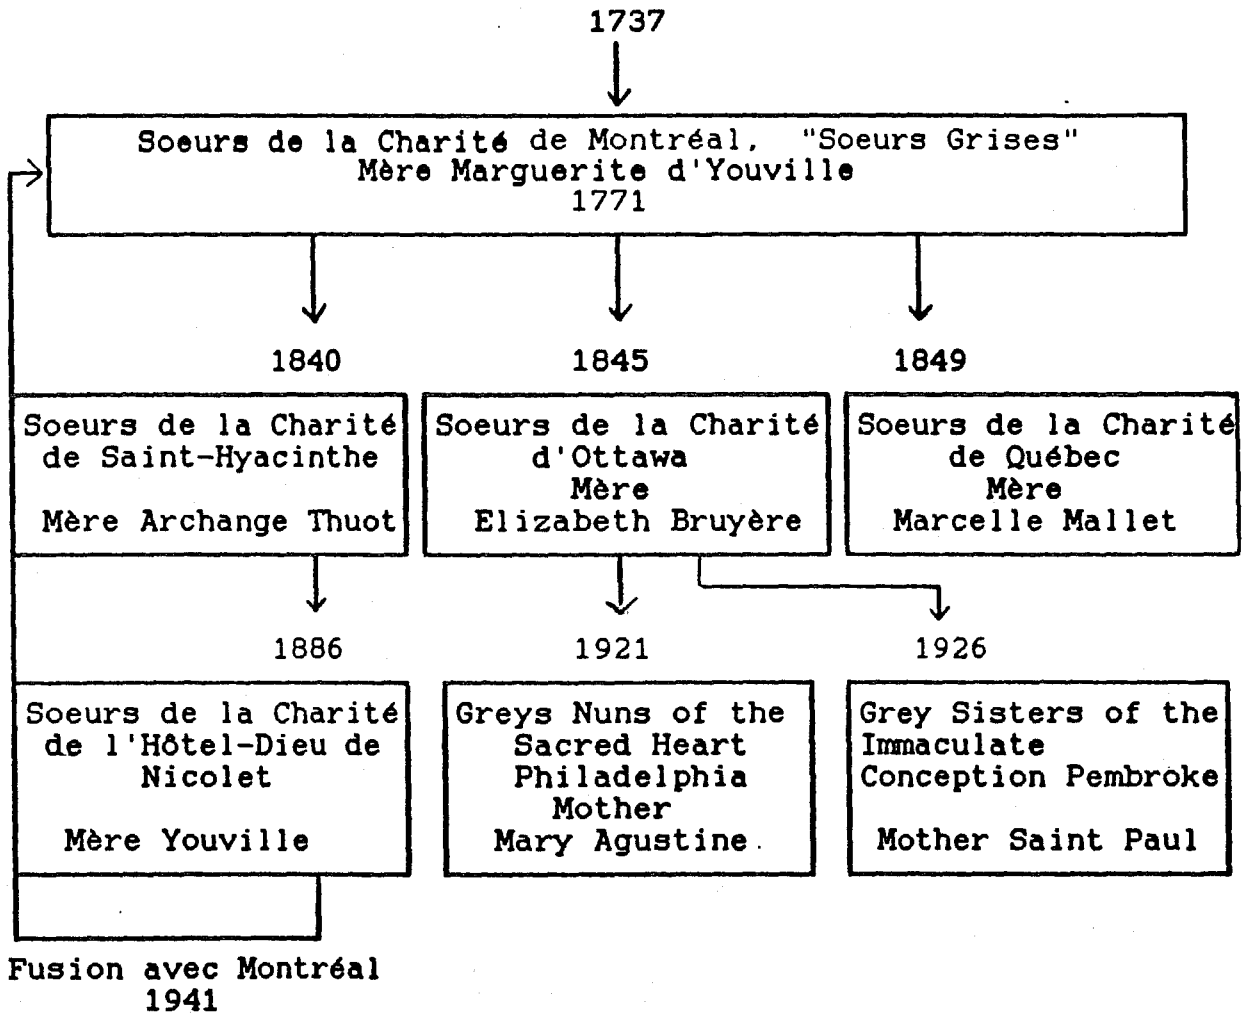 1737
Soeurs de la Charité de Montréal, "Soeurs Grises"
Mère Marguerite d'Youville
1771
1840
Soeurs de la Charité
de Saint-Hyacinthe
Mère Archange Thuot
1845
Soeurs de la Charité
d'Ottawa
Mère
Elizabeth Bruyère
1849
Soeurs de la Charité
de Québec
Mère
Marcelle Mallet
1886
Soeurs de la Charité
de l'Hôtel-Dieu de
Nicolet
Mère Youville
1921
Greys Nuns of the
Sacred Heart
Philadelphia
Mother
Mary Agustine
1926
Grey Sisters of the
Immaculate
Conception Pembroke
Mother Saint Paul
Fusion avec Montréal
1941